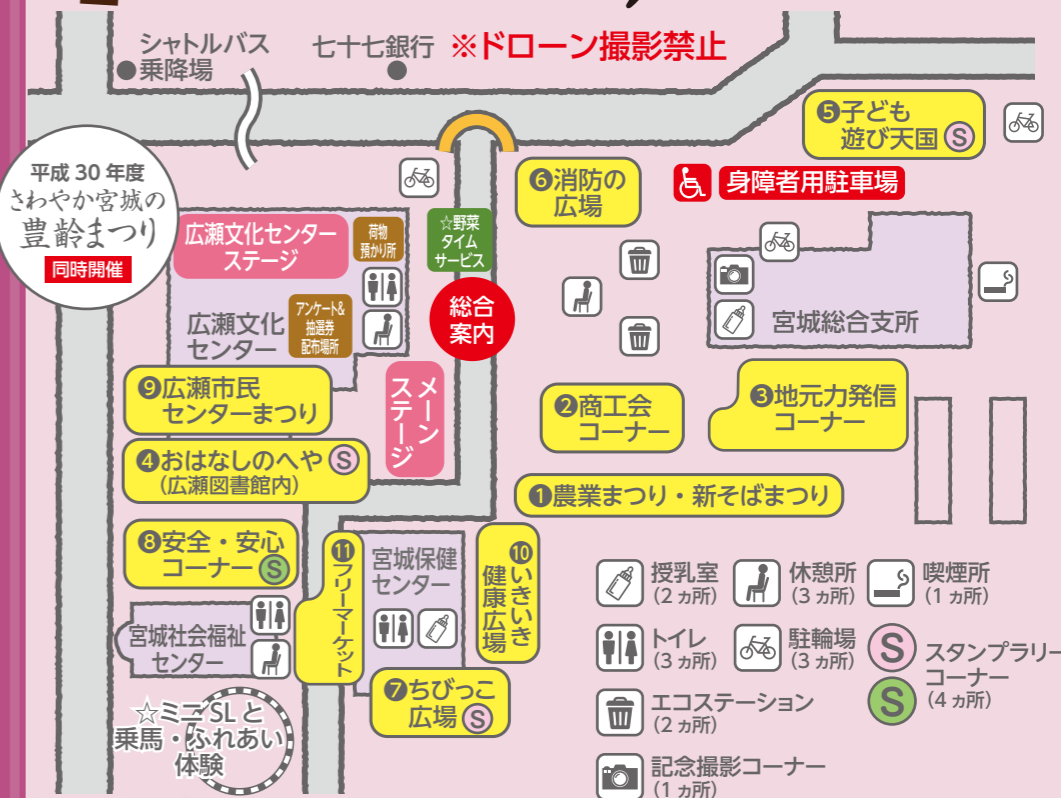 シャトルバス
乗降場
七十七銀行
※ドローン撮影禁止
❺子ども
遊び天国 Ⓢ
平成30年度
さわやか宮城の
豊齢まつり
同時開催
❻消防の
広場
身障者用駐車場
広瀬文化センター
ステージ
荷物
預かり所
☆野菜
タイム
サービス
総合
案内
アンケート&
抽選券
配布場所
広瀬文化
センター
宮城総合支所
メーン
ステージ
❾広瀬市民
センターまつり
❷商工会
コーナー
❸地元力発信
コーナー
❹おはなしのへや Ⓢ
(広瀬図書館内)
❶農業まつり・新そばまつり
❽安全・安心
コーナー Ⓢ
⓫フリーマーケット
宮城保健
センター
❿いきいき
健康広場
宮城社会福祉
センター
❼ちびっこ
広場 Ⓢ
☆ミニSLと
乗馬・ふれあい
体験
授乳室
(2ヵ所)
休憩所
(3ヵ所)
喫煙所
(1ヵ所)
トイレ
(3ヵ所)
駐輪場
(3ヵ所)
Ⓢ
Ⓢ
スタンプラリー
コーナー
(4ヵ所)
エコステーション
(2ヵ所)
記念撮影コーナー
(1ヵ所)